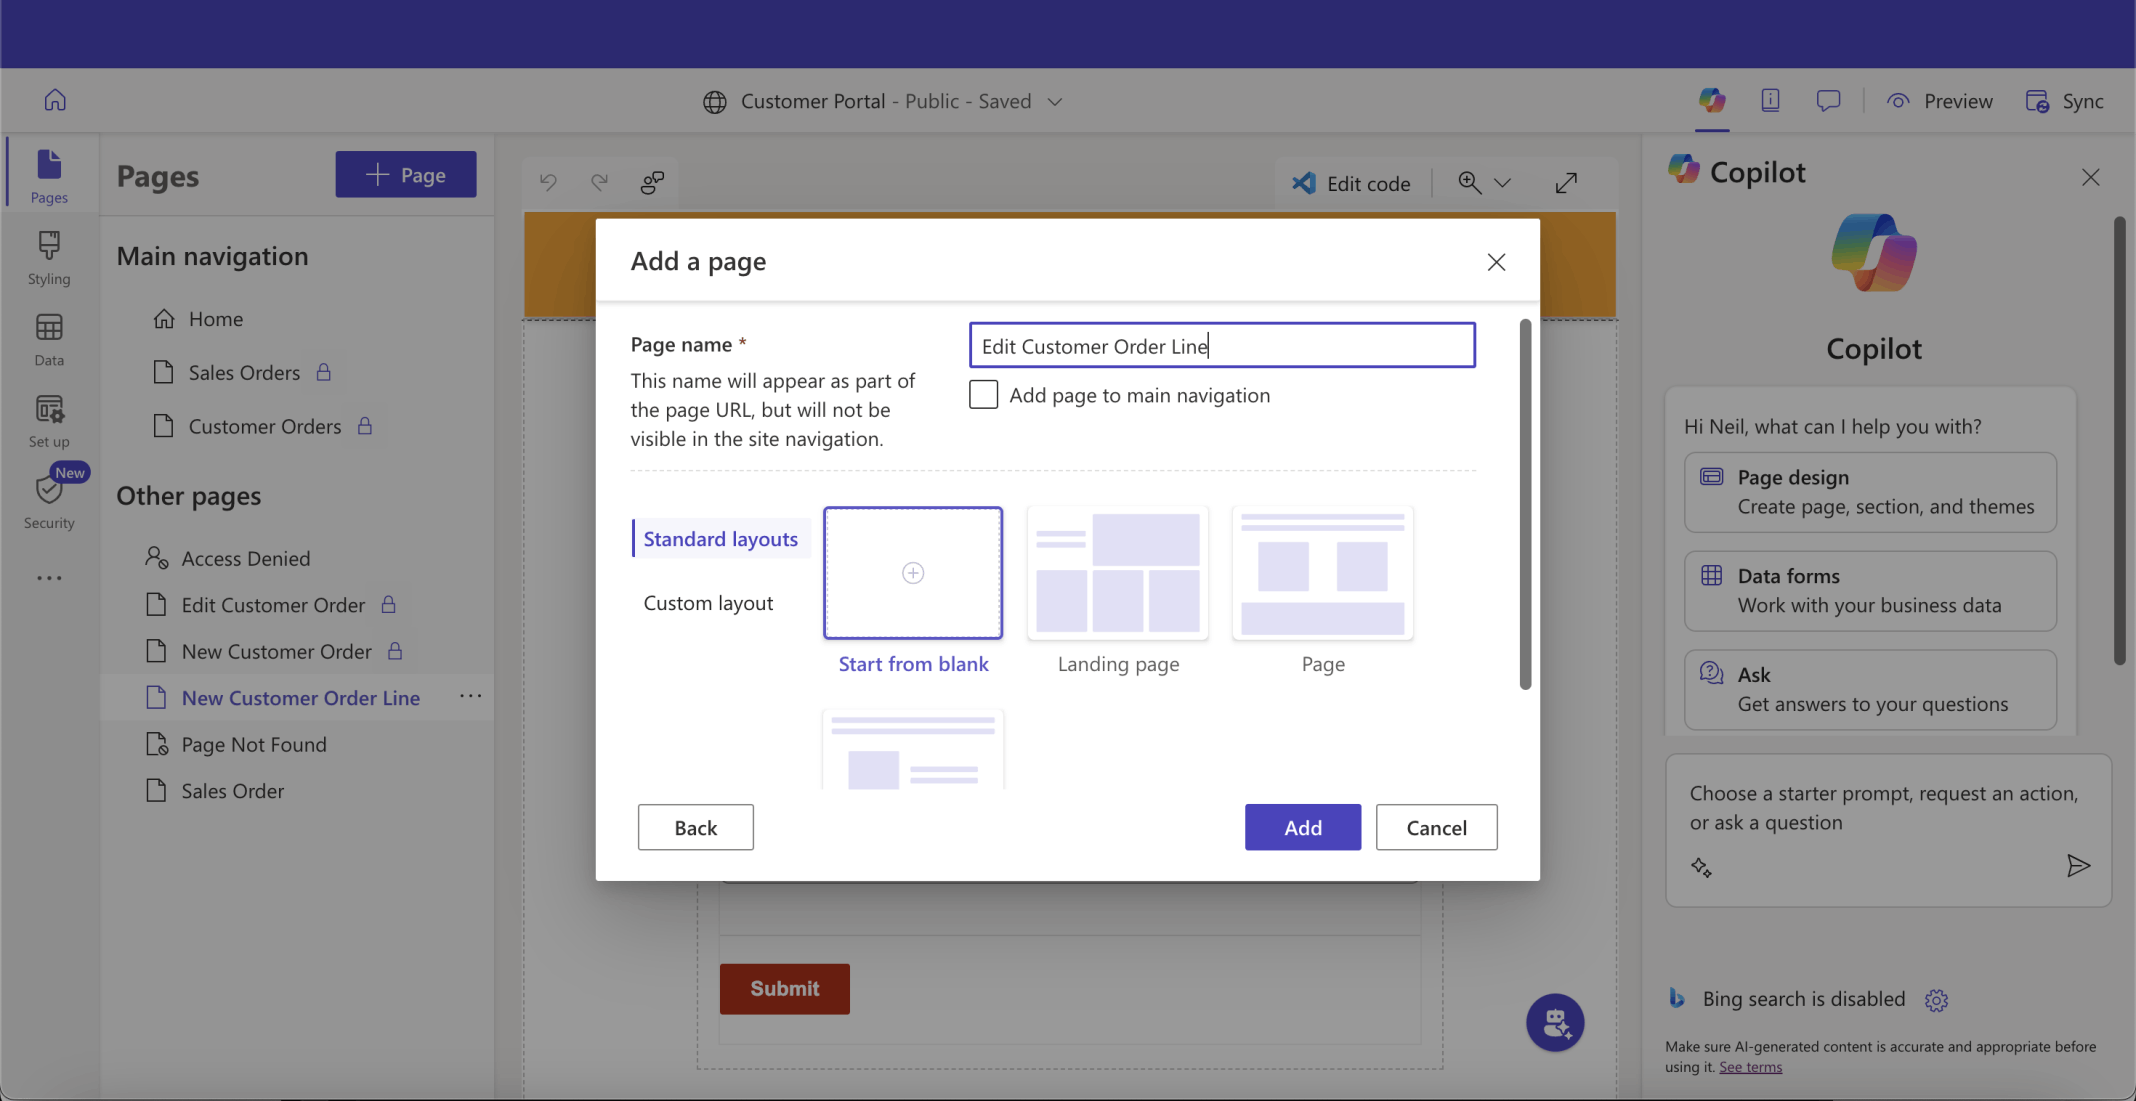 Customer Portal - Public - Saved
Preview
Sync
Pages
Styling
Data
Set up
New
Security
Pages
Page
Main navigation
Home
Sales Orders
Customer Orders
Other pages
Access Denied
Edit Customer Order
New Customer Order
New Customer Order Line
Page Not Found
Sales Order
Edit code
Add a page
Page name *
This name will appear as part of
the page URL, but will not be
visible in the site navigation.
Edit Customer Order Line
Add page to main navigation
Standard layouts
Custom layout
Start from blank
Landing page
Page
Back
Add
Cancel
Submit
Copilot
Copilot
Hi Neil, what can I help you with?
Page design
Create page, section, and themes
Data forms
Work with your business data
Ask
Get answers to your questions
Choose a starter prompt, request an action,
or ask a question
Bing search is disabled
Make sure AI-generated content is accurate and appropriate before
using it. See terms